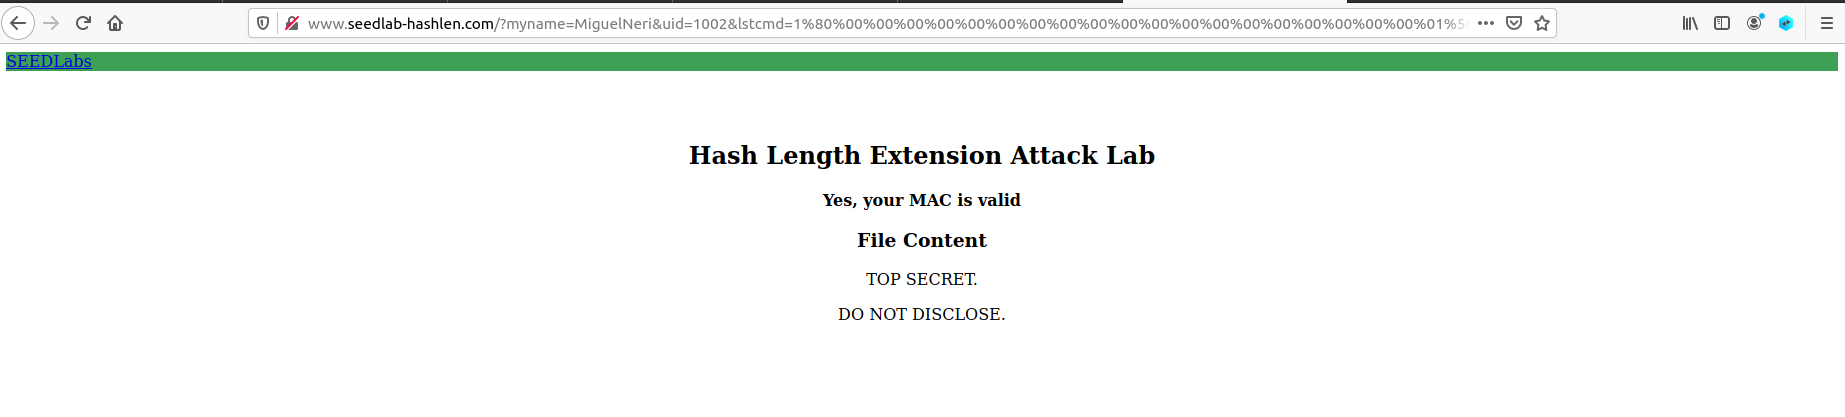 www.seedlab-hashlen.com/?myname=MiguelNeri&uid=1002&lstcmd=1%80%00%00%00%00%00%00%00%00%00%00%00%00%00%00%00%00%00%00%00%01%5
SEEDLabs
Hash Length Extension Attack Lab
Yes, your MAC is valid
File Content
TOP SECRET.
DO NOT DISCLOSE.